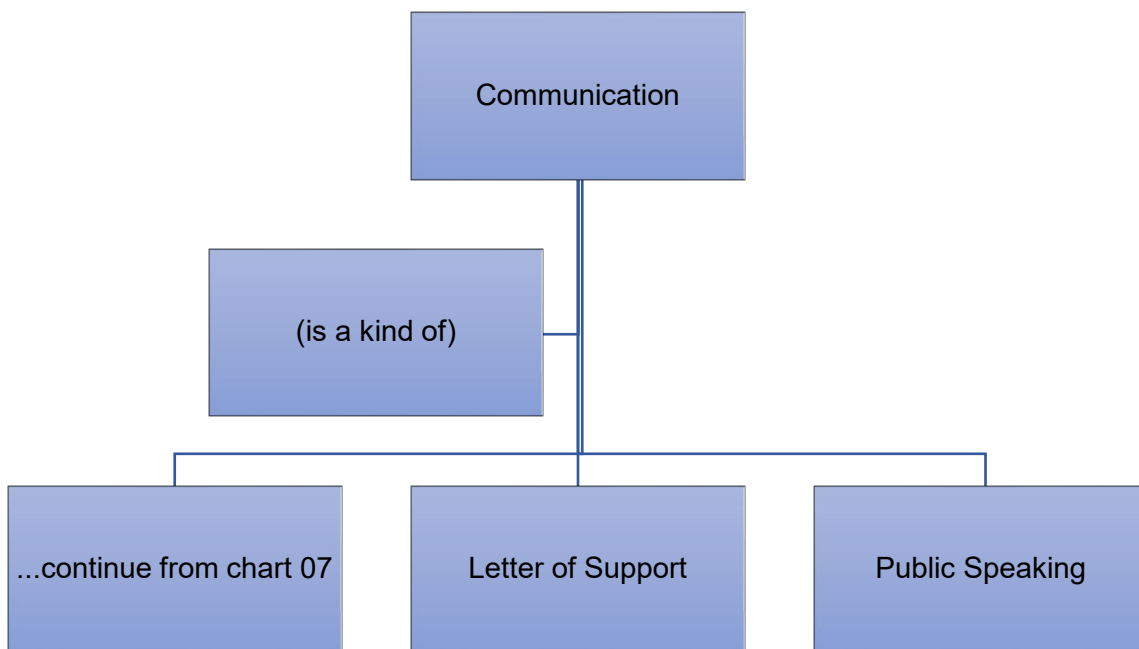 Communication
(is a kind of)
...continue from chart 07
Letter of Support
Public Speaking